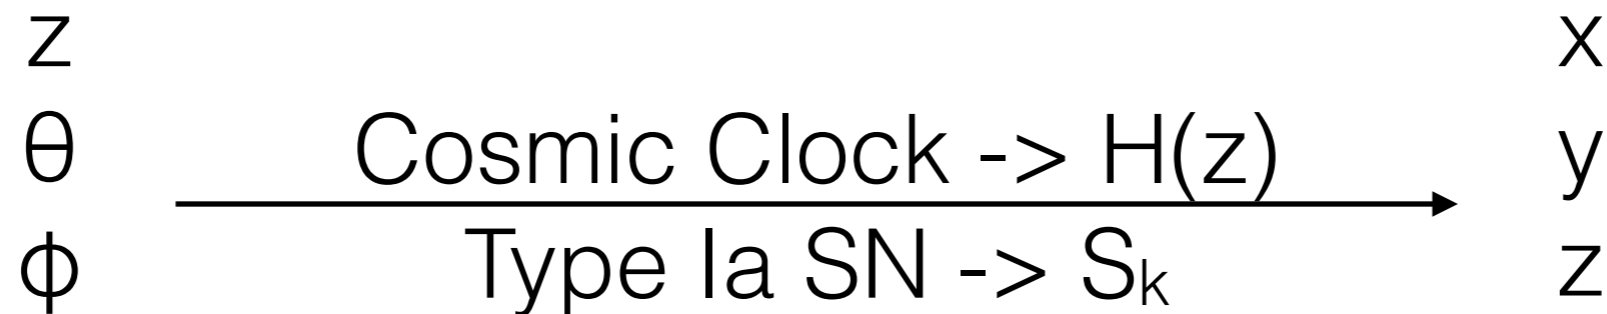 z
θ
φ
Cosmic Clock -> H(z)
Type Ia SN -> Sk
x
y
z